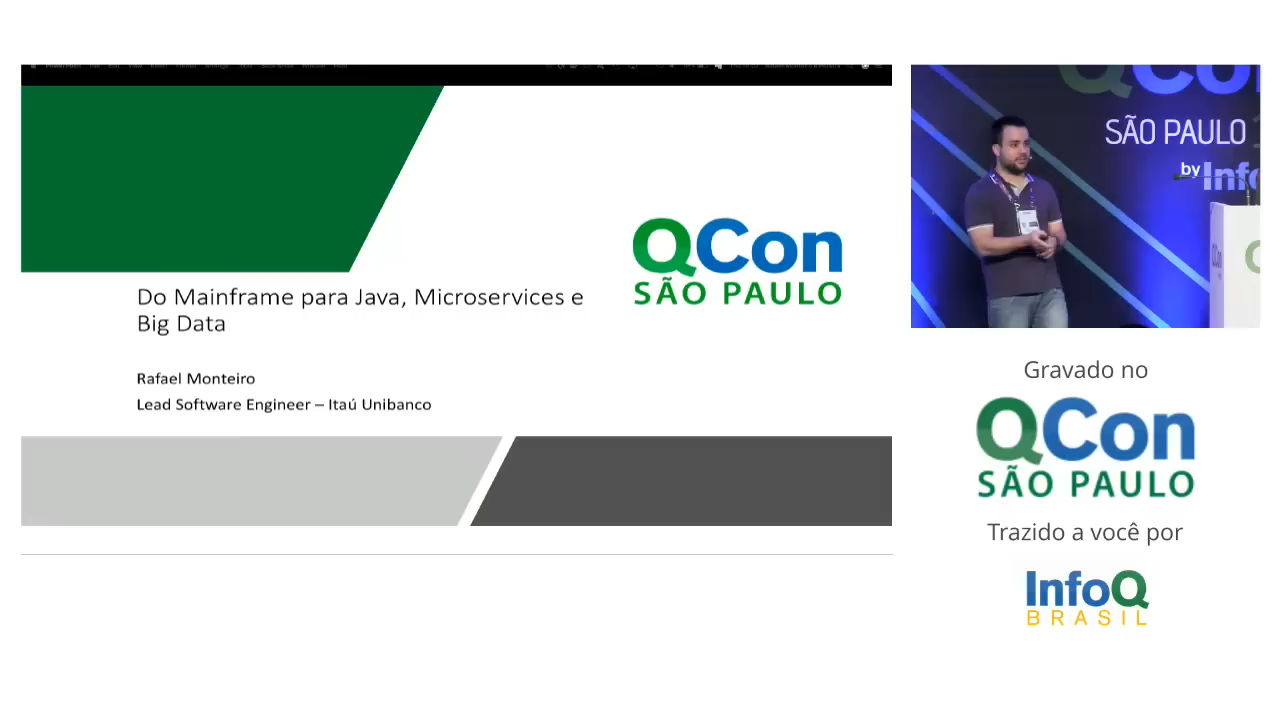 QCon
SÃO PAULO
Do Mainframe para Java, Microservices e
Big Data
Rafael Monteiro
Lead Software Engineer – Itaú Unibanco
SÃO PAULO
by
Gravado no
QCon
SÃO PAULO
Trazido a você por
InfoQ
BRASIL